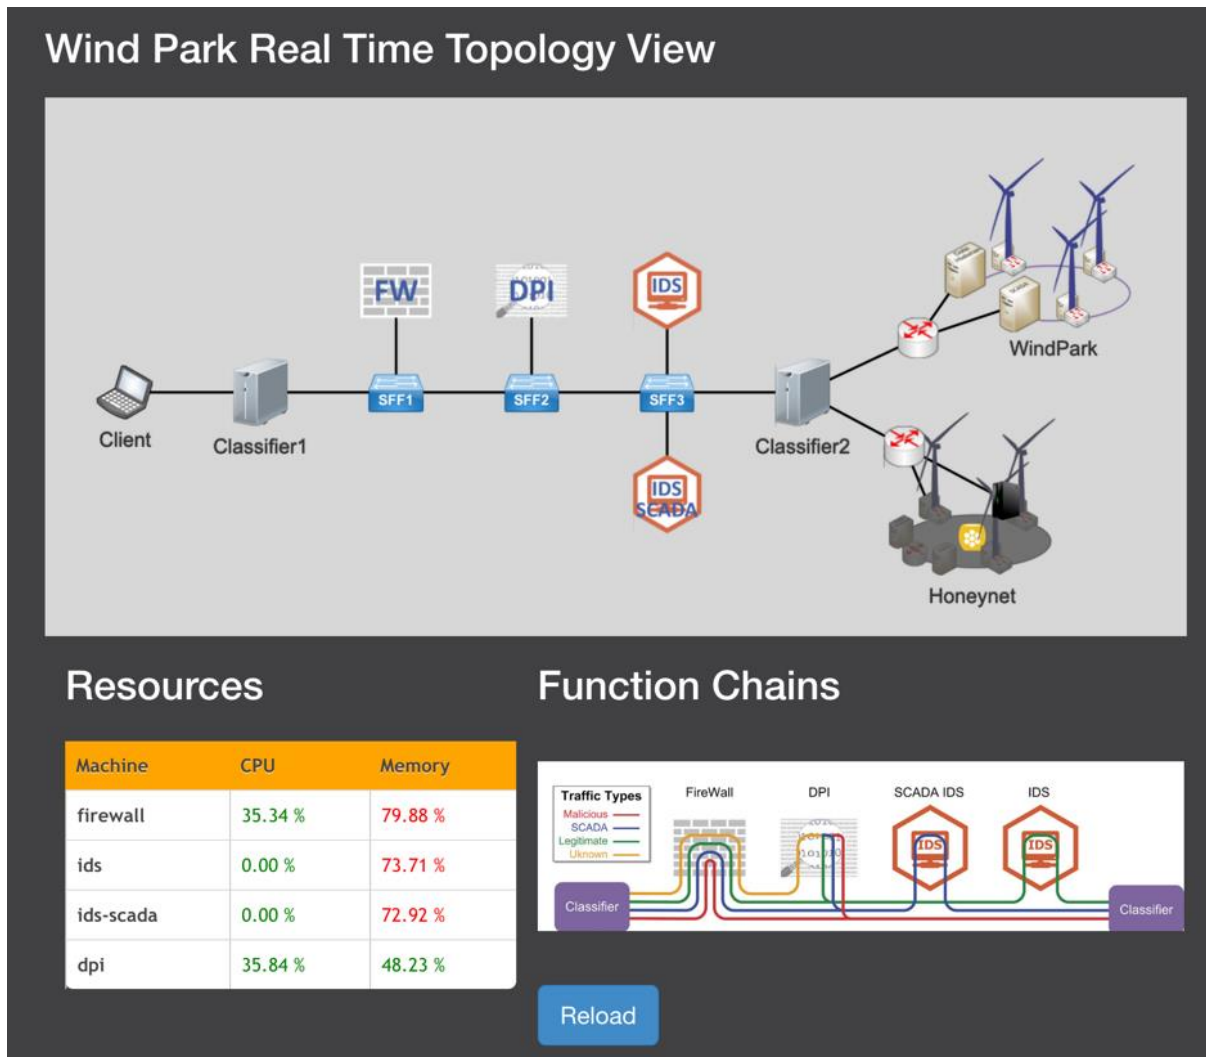 Wind Park Real Time Topology View
FW
DPI
IDS
SCADA
WindPark
SFF1
SFF2
SFF3
Client
Classifier1
Classifier2
IDS
SCADA
Honeynet
Resources
Function Chains
Machine CPU Memory
firewall 35.34 % 79.88 %
ids 0.00 % 73.71 %
ids-scada 0.00 % 72.92 %
dpi 35.84 % 48.23 %
Traffic Types
Malicious
SCADA
Legitimate
Uknown
FireWall
DPI
SCADA IDS
IDS
IDS
IDS
Classifier
Classifier
Reload